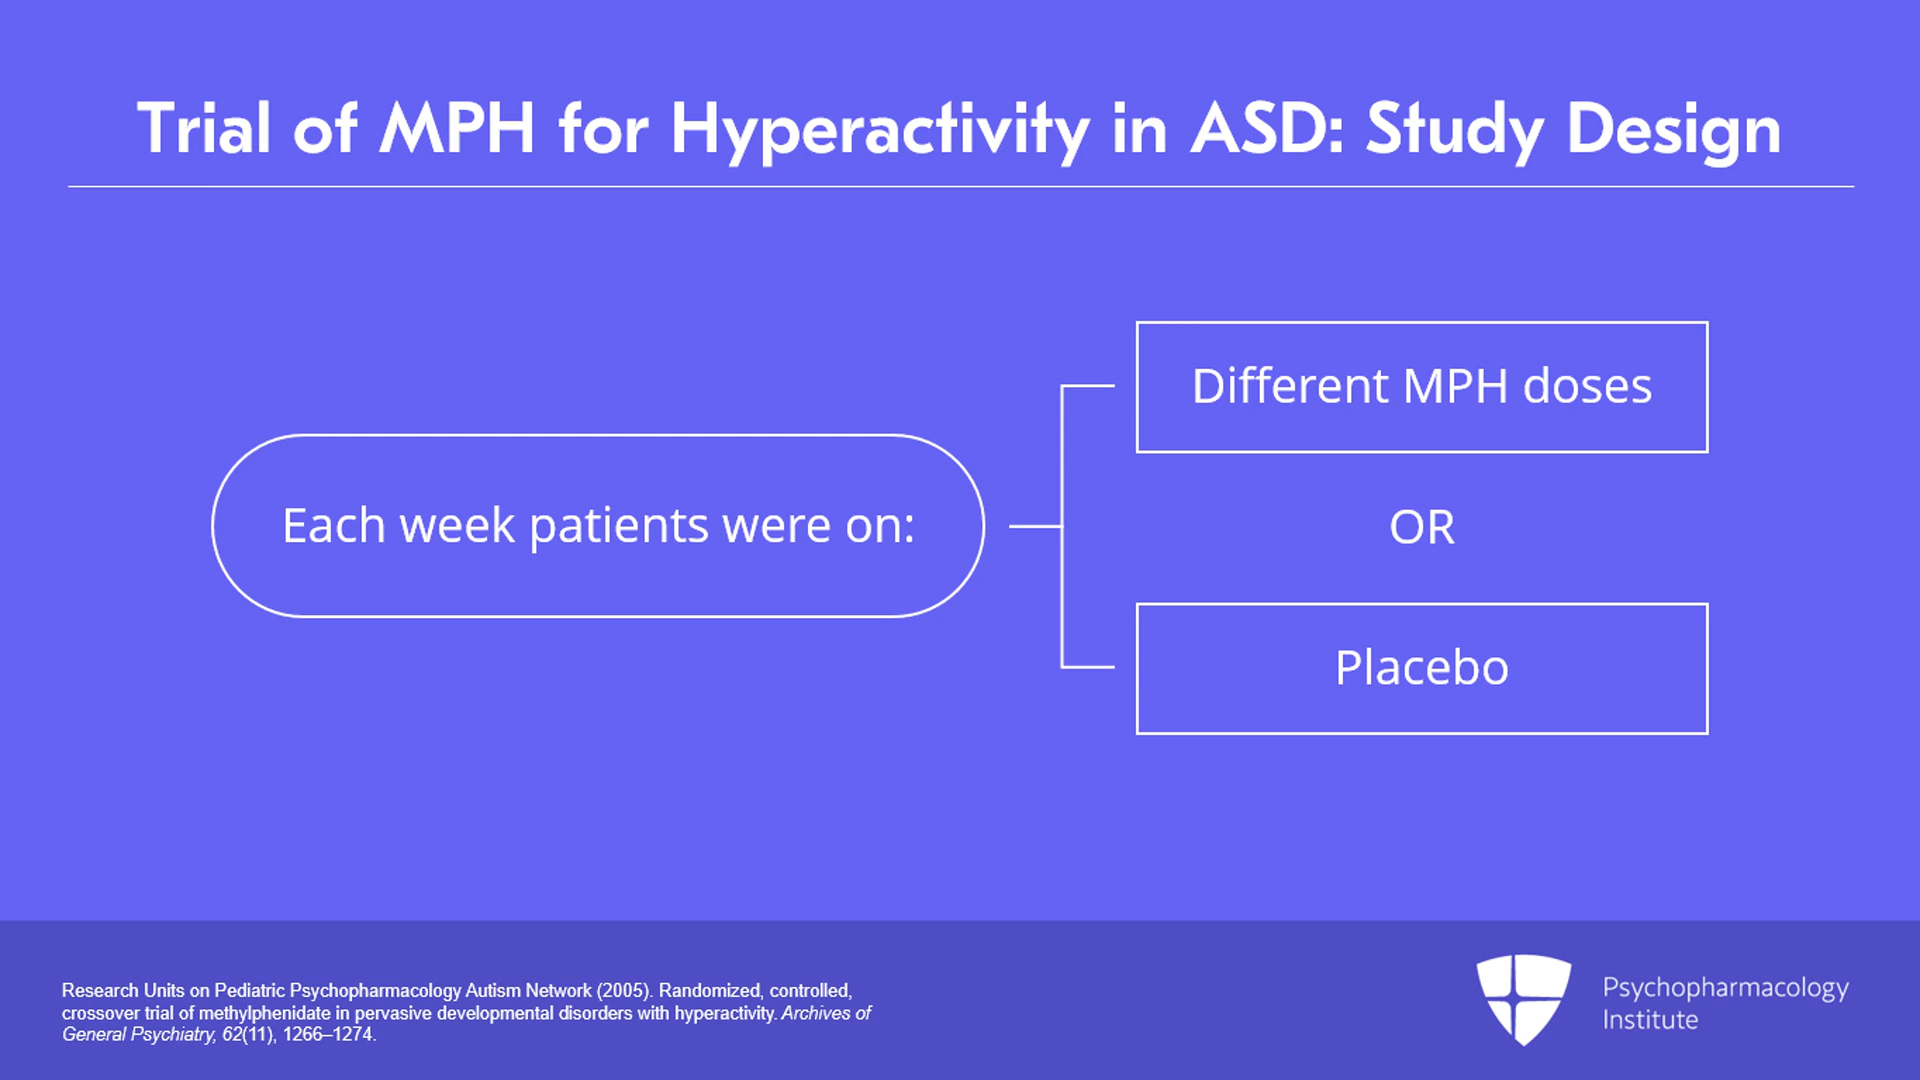 Trial of MPH for Hyperactivity in ASD: Study Design
Each week patients were on:
Different MPH doses
OR
Placebo
Research Units on Pediatric Psychopharmacology Autism Network (2005). Randomized, controlled,
crossover trial of methylphenidate in pervasive developmental disorders with hyperactivity. Archives of
General Psychiatry, 62(11), 1266–1274.
Psychopharmacology
Institute